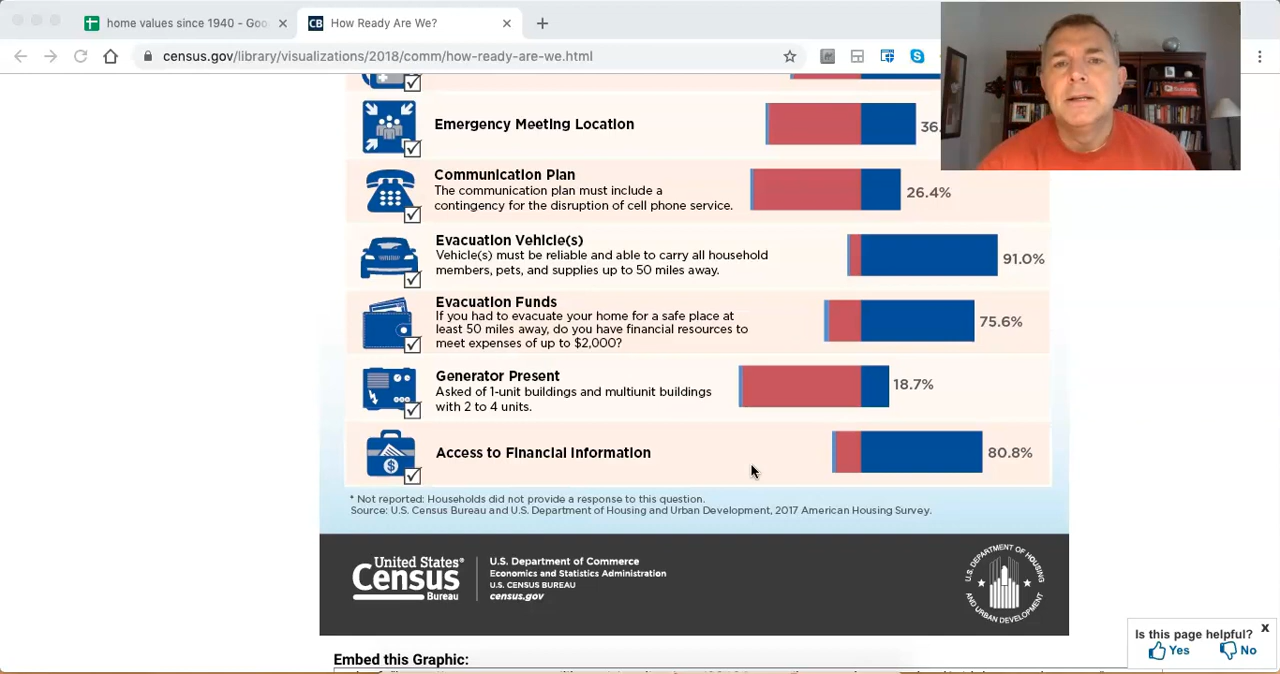 home values since 1940 - Goo
How Ready Are We?
census.gov/library/visualizations/2018/comm/how-ready-are-we.html
Emergency Meeting Location
36.
Communication Plan
The communication plan must include a
contingency for the disruption of cell phone service.
26.4%
Evacuation Vehicle(s)
Vehicle(s) must be reliable and able to carry all household
members, pets, and supplies up to 50 miles away.
91.0%
Evacuation Funds
If you had to evacuate your home for a safe place at
least 50 miles away, do you have financial resources to
meet expenses of up to $2,000?
75.6%
Generator Present
Asked of 1-unit buildings and multiunit buildings
with 2 to 4 units.
18.7%
Access to Financial Information
80.8%
* Not reported: Households did not provide a response to this question.
Source: U.S. Census Bureau and U.S. Department of Housing and Urban Development, 2017 American Housing Survey.
United States®
Census
Bureau
U.S. Department of Commerce
Economics and Statistics Administration
U.S. CENSUS BUREAU
census.gov
U.S. DEPARTMENT OF HOUSING
AND URBAN DEVELOPMENT
Is this page helpful? x
Yes No
Embed this Graphic: